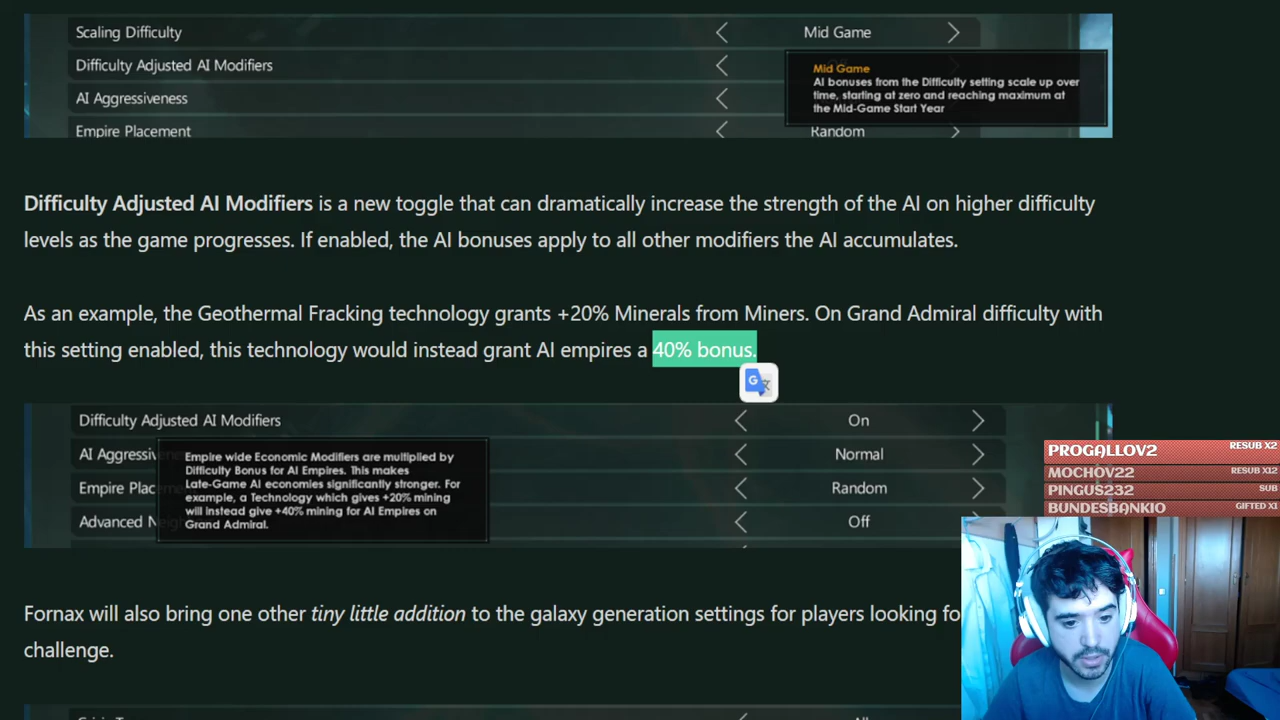 Scaling Difficulty
Mid Game
Difficulty Adjusted AI Modifiers
Mid Game
AI bonuses from the Difficulty setting scale up over
time, starting at zero and reaching maximum at
the Mid-Game Start Year
AI Aggressiveness
Empire Placement
Random
Difficulty Adjusted AI Modifiers is a new toggle that can dramatically increase the strength of the AI on higher difficulty
levels as the game progresses. If enabled, the AI bonuses apply to all other modifiers the AI accumulates.
As an example, the Geothermal Fracking technology grants +20% Minerals from Miners. On Grand Admiral difficulty with
this setting enabled, this technology would instead grant AI empires a 40% bonus.
Difficulty Adjusted AI Modifiers
On
AI Aggressiv
Normal
Empire Plac
Random
Advanced N
Off
Empire wide Economic Modifiers are multiplied by
Difficulty Bonus for AI Empires. This makes
Late-Game AI economies significantly stronger. For
example, a Technology which gives +20% mining
will instead give +40% mining for AI Empires on
Grand Admiral.
PROGALLOV2 RESUB X2
MOCHOV22 RESUB X12
PINGUS232 SUB
BUNDESBANKIO GIFTED X1
Fornax will also bring one other tiny little addition to the galaxy generation settings for players looking fo
challenge.